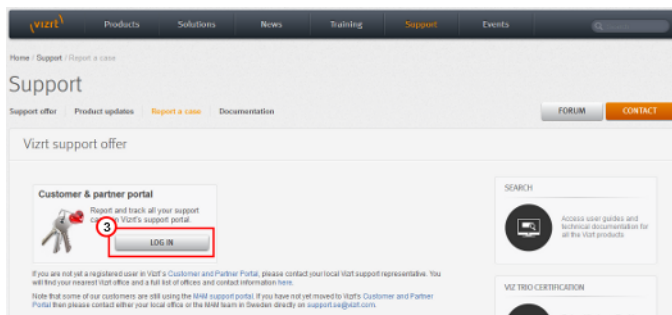 vizrt
Products
Solutions
News
Training
Support
Events
Home / Support / Report a case
Support
Support offer
Product updates
Report a case
Documentation
FORUM
CONTACT
Vizrt support offer
Customer & partner portal
Report and track all your support
in Vizrt's support portal.
3
LOG IN
If you are not yet a registered user in Vizrt's Customer and Partner Portal, please contact your local Vizrt support representative. You
will find your nearest Vizrt office and a full list of offices and contact information here.
Note that some of our customers are still using the MAM support portal. If you have not yet moved to Vizrt's Customer and Partner
Portal then please contact either your local office or the MAM team in Sweden directly on support.se@vizrt.com.
SEARCH
Access user guides and
technical documentation for
all the Vizrt products.
VIZ TRIO CERTIFICATION